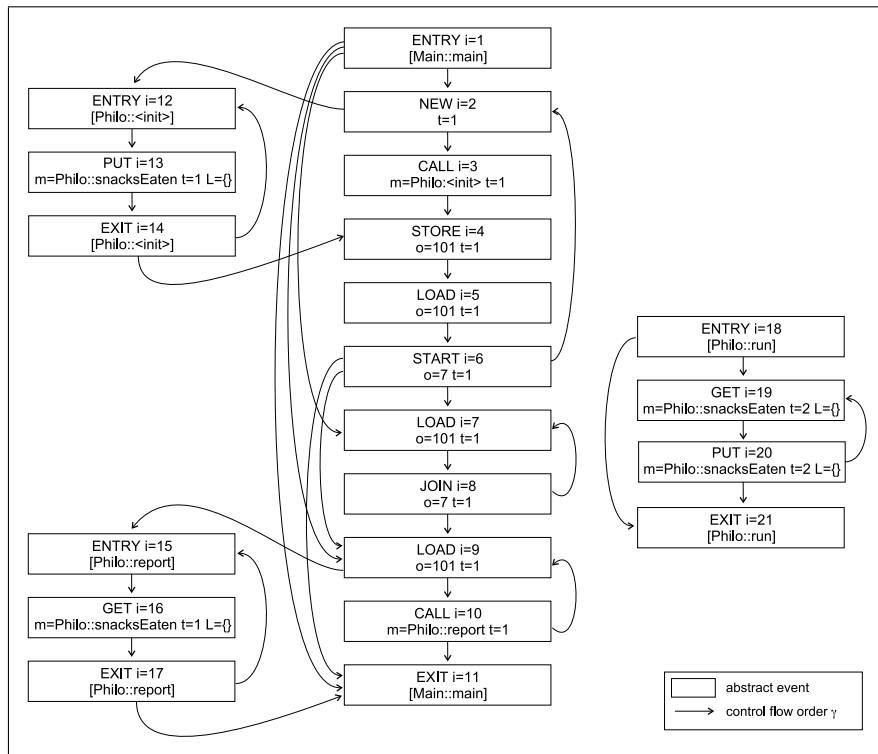 ENTRY i=1
[Main::main]
NEW i=2
t=1
CALL i=3
m=Philo:<init> t=1
STORE i=4
o=101 t=1
LOAD i=5
o=101 t=1
START i=6
o=7 t=1
LOAD i=7
o=101 t=1
JOIN i=8
o=7 t=1
LOAD i=9
o=101 t=1
CALL i=10
m=Philo::report t=1
EXIT i=11
[Main::main]
ENTRY i=12
[Philo::<init>]
PUT i=13
m=Philo::snacksEaten t=1 L={}
EXIT i=14
[Philo::<init>]
ENTRY i=15
[Philo::report]
GET i=16
m=Philo::snacksEaten t=1 L={}
EXIT i=17
[Philo::report]
ENTRY i=18
[Philo::run]
GET i=19
m=Philo::snacksEaten t=2 L={}
PUT i=20
m=Philo::snacksEaten t=2 L={}
EXIT i=21
[Philo::run]
abstract event
control flow order γ